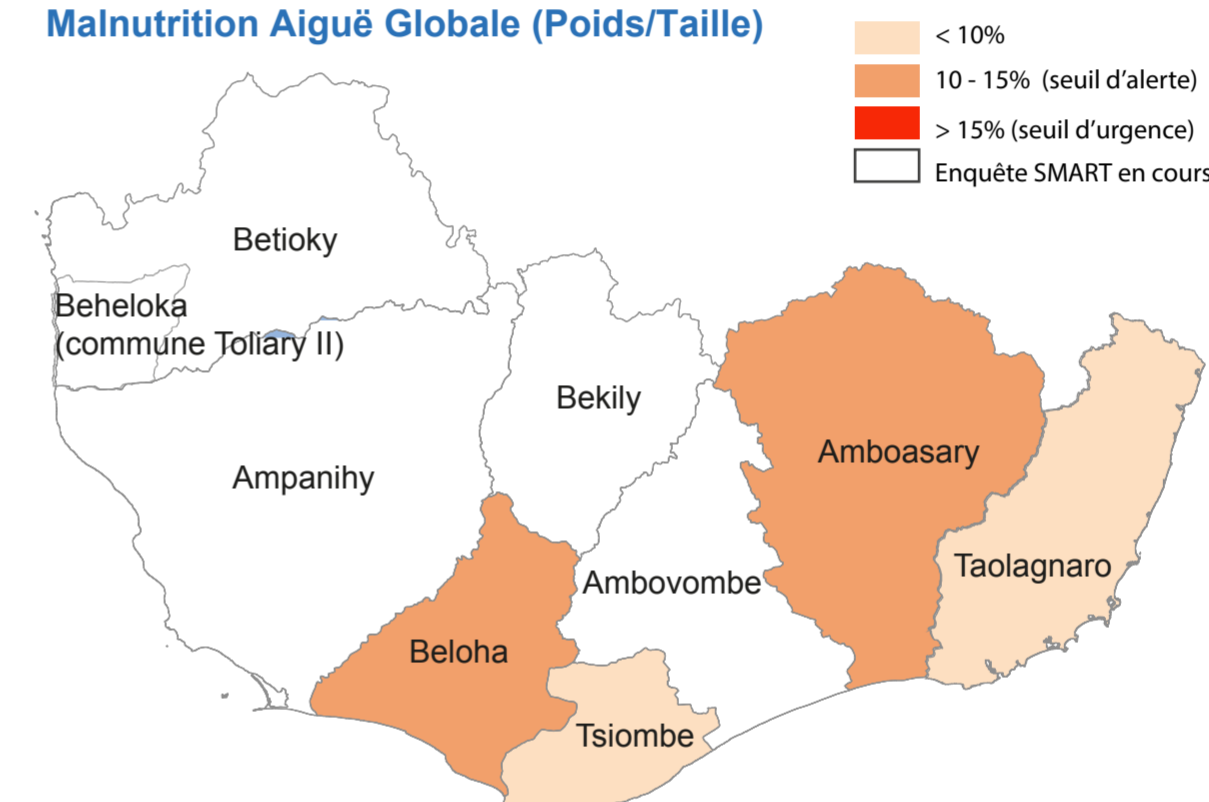 Malnutrition Aiguë Globale (Poids/Taille)
< 10%
10 - 15% (seuil d'alerte)
> 15% (seuil d'urgence)
Enquête SMART en cours
Betioky
Beheloka
(commune Toliary II)
Bekily
Amboasary
Ampanihy
Taolagnaro
Ambovombe
Beloha
Tsiombe